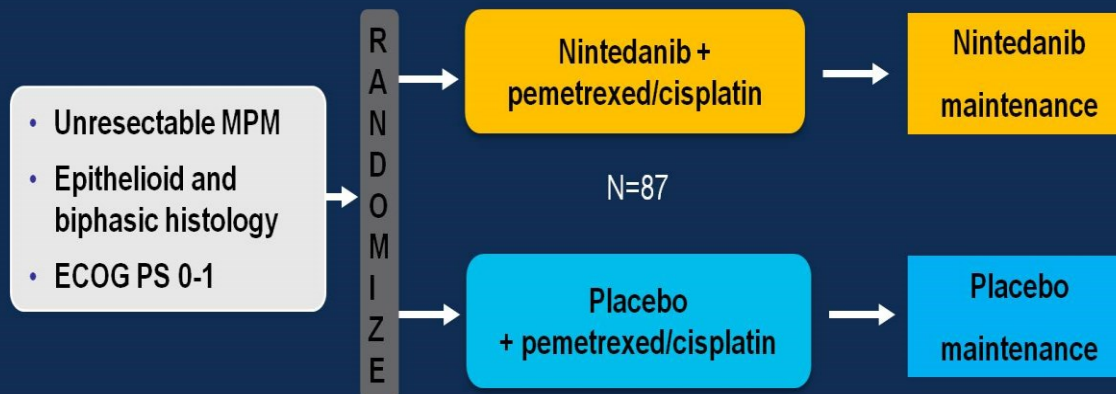 • Unresectable MPM
• Epithelioid and
biphasic histology
• ECOG PS 0-1
R
A
N
D
O
M
I
Z
E
Nintedanib +
pemetrexed/cisplatin
Nintedanib
maintenance
N=87
Placebo
+ pemetrexed/cisplatin
Placebo
maintenance